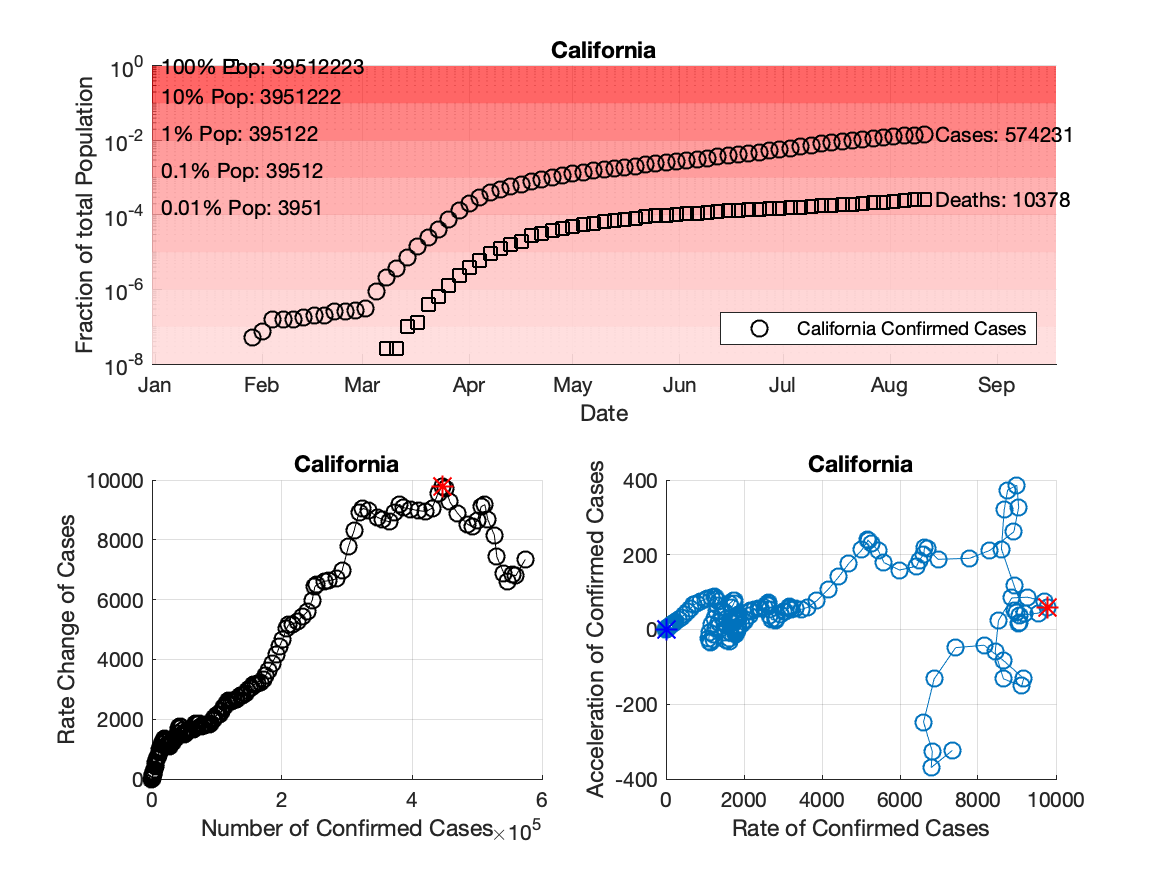 California
10^0
10^-2
10^-4
10^-6
10^-8
Fraction of total Population
100% Pop: 39512223
10% Pop: 3951222
1% Pop: 395122
0.1% Pop: 39512
0.01% Pop: 3951
Cases: 574231
Deaths: 10378
California Confirmed Cases
Jan Feb Mar Apr May Jun Jul Aug Sep
Date
California
10000
8000
6000
4000
2000
0
Rate Change of Cases
0 2 4 6
Number of Confirmed Cases ×10^5
California
400
200
0
-200
-400
Acceleration of Confirmed Cases
0 2000 4000 6000 8000 10000
Rate of Confirmed Cases